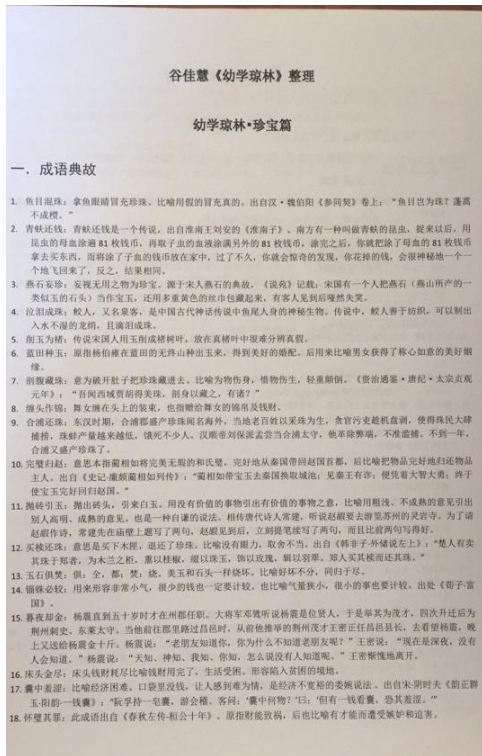 谷佳慧《幼学琼林》整理
幼学琼林•珍宝篇
一．成语典故
1. 鱼目混珠：拿鱼眼睛冒充珍珠。比喻用假的冒充真的。出自汉·魏伯阳《参同契》卷上：“鱼目岂为珠？蓬蒿
不成槚。”
2. 青蚨还钱：青蚨还钱是一个传说，出自淮南王刘安的《淮南子》。南方有一种叫做青蚨的昆虫，捉来以后，用
昆虫的母血涂遍 81 枚钱币，再取子虫的血液涂满另外的 81 枚钱币，涂完之后，你就把涂了母血的 81 枚钱币
拿去买东西，而将涂了子血的钱币放在家中，过了不久，你就会惊奇的发现，你花掉的钱，会很神秘地一个一
个地飞回来了，反之，结果相同。
3. 燕石妄珍：妄视无用之物为珍宝。源于宋人燕石的典故，《说苑》记载：宋国有一个人把燕石（燕山所产的一
类似玉的石头）当作宝玉，还用多重黄色的丝巾包藏起来，有客人见到后哑然失笑。
4. 泣泪成珠：鲛人，又名泉客，是中国古代神话传说中鱼尾人身的神秘生物。传说中，鲛人善于纺织，可以制出
入水不湿的龙绡，且滴泪成珠。
5. 削玉为楮：传说宋国人用玉削成楮树叶，放在真楮叶中很难分辨真假。
6. 蓝田种玉：原指杨伯雍在蓝田的无终山种出玉来，得到美好的婚配。后用来比喻男女获得了称心如意的美好姻
缘。
7. 剖腹藏珠：意为破开肚子把珍珠藏进去。比喻为物伤身，惜物伤生，轻重颠倒。《资治通鉴·唐纪·太宗贞观
元年》：“吾闻西域贾胡得美珠，剖身以藏之，有诸？”
8. 缠头作锦：舞女缠在头上的装束，也指赠给舞女的锦帛及钱财。
9. 合浦还珠：东汉时期，合浦郡盛产珍珠闻名海外，当地老百姓以采珠为生，贪官污吏趁机盘剥，使得珠民大肆
捕捞，珠蚌产量越来越低，饿死不少人。汉顺帝刘保派孟尝当合浦太守，他革除弊端，不准滥捕，不到一年，
合浦又盛产珍珠了。
10. 完璧归赵：意思本指蔺相如将完美无瑕的和氏璧，完好地从秦国带回赵国首都，后比喻把物品完好地归还物品
主人。出自《史记·廉颇蔺相如列传》：“蔺相如带宝玉去秦国换取城池；见秦王有诈；便凭着大智大勇；终于
使宝玉完好回归赵国。”
11. 抛砖引玉：抛出砖头，引来白玉。用没有价值的事物引出有价值的事物之意，比喻用粗浅、不成熟的意见引出
别人高明、成熟的意见。也是一种自谦的说法。相传唐代诗人常建，听说赵嘏要去游览苏州的灵岩寺。为了请
赵嘏作诗，常建先在庙壁上题写了两句，赵嘏见到后，立刻提笔续写了两句，而且比前两句写得好。
12. 买椟还珠：意思是买下木匣，退还了珍珠。比喻没有眼力，取舍不当。出自《韩非子·外储说左上》：“楚人有卖
其珠于郑者，为木兰之柜，熏以桂椒，缀以珠玉，饰以玫瑰，辑以羽翠。郑人买其椟而还其珠。”
13. 玉石俱焚：俱：全，都；焚：烧。美玉和石头一样烧坏。比喻好坏不分，同归于尽。
14. 锱铢必较：用来形容非常小气，很少的钱也一定要计较。也比喻气量狭小，很小的事也要计较。出处《荀子·富
国》。
15. 暮夜却金：杨震直到五十岁时才在州郡任职。大将军邓骘听说杨震是位贤人，于是举其为茂才，四次升迁后为
荆州刺史、东莱太守。当他前往郡里路过昌邑时，从前他推举的荆州茂才王密正任昌邑县长，去看望杨震。晚
上又送给杨震金十斤。杨震说：“老朋友知道你，你为什么不知道老朋友呢？”王密说：“现在是深夜，没有
人会知道。”杨震说：“天知、神知、我知、你知，怎么说没有人知道呢。”王密惭愧地离开。
16. 床头金尽：床头钱财耗尽比喻钱财用完了，生活受困。形容陷入贫困的境地。
17. 囊中羞涩：比喻经济困难。口袋里没钱，让人感到难为情，是经济不宽裕的委婉说法。出自宋·阴时夫《韵正群
玉·阳韵·一钱囊》：“阮孚持一皂囊，游会稽。客问：‘囊中何物？’曰：‘但有一钱看囊，恐其羞涩。’”
18. 怀璧其罪：此成语出自《春秋左传·桓公十年》。原指财能致祸，后也比喻有才能而遭受嫉妒和迫害。